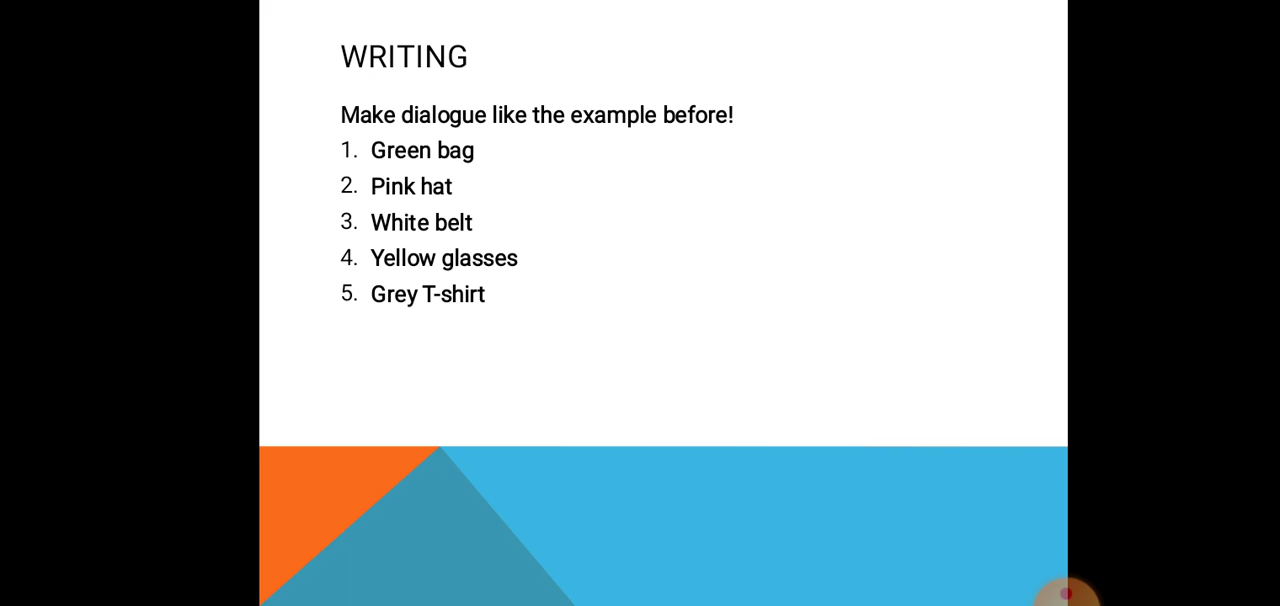 WRITING
Make dialogue like the example before!
1. Green bag
2. Pink hat
3. White belt
4. Yellow glasses
5. Grey T-shirt